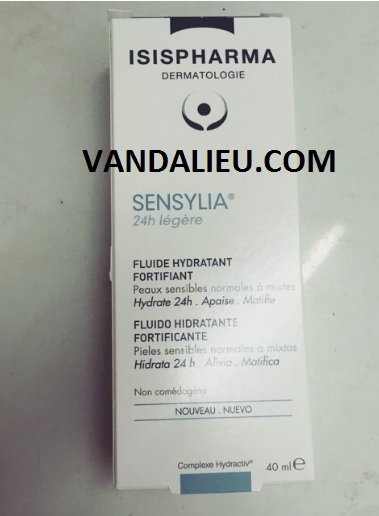 ISISPHARMA
DERMATOLOGIE
VANDALIEU.COM
SENSYLIA®
24h légère
FLUIDE HYDRATANT
FORTIFIANT
Peaux sensibles normales à mixtes
Hydrate 24h . Apaise . Matifie
FLUIDO HIDRATANTE
FORTIFICANTE
Pieles sensibles normales a mixtas
Hidrata 24 h . Alivia . Matifica
Non comédogène
NOUVEAU . NUEVO
Complexe Hydractiv®
40 ml ℮